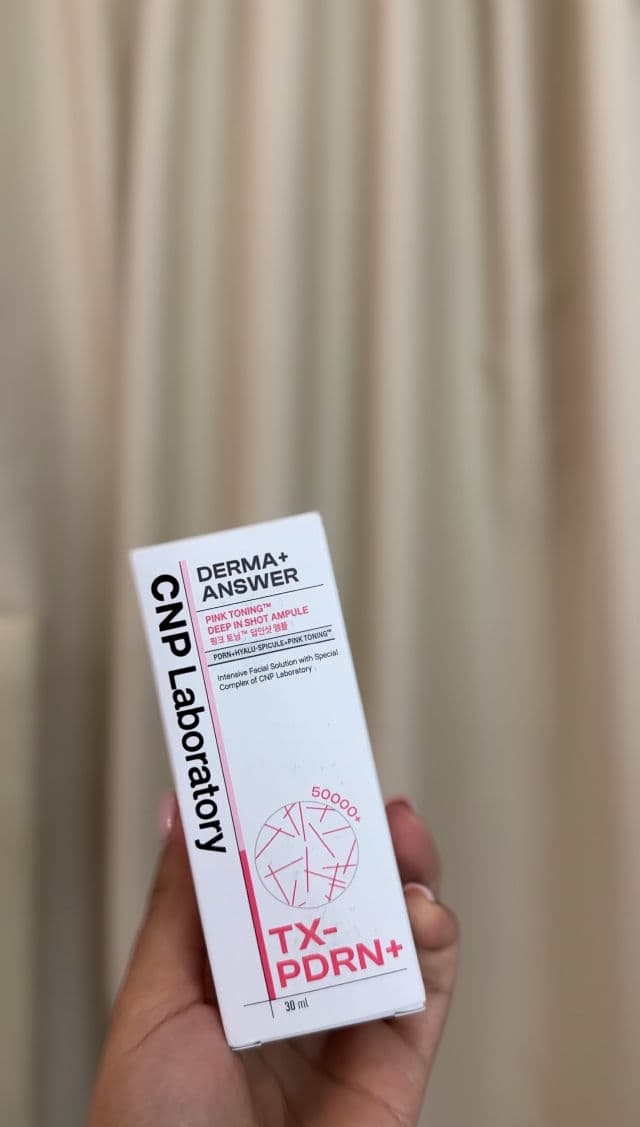 CNP Laboratory
DERMA+
ANSWER
PINK TONING™
DEEP IN SHOT AMPULE
핑크 토닝™ 딥인샷 앰플
PDRN+HYALU-SPICULE+PINK TONING™
Intensive Facial Solution with Special
Complex of CNP Laboratory
50000+
TX-
PDRN+
30 ml